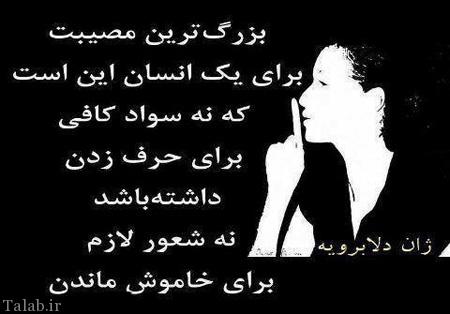 بزرگ‌ترین مصیبت
برای یک انسان این است
که نه سواد کافی
برای حرف زدن
داشته‌باشد
نه شعور لازم
برای خاموش ماندن
ژان دلابرویه
Talab.ir